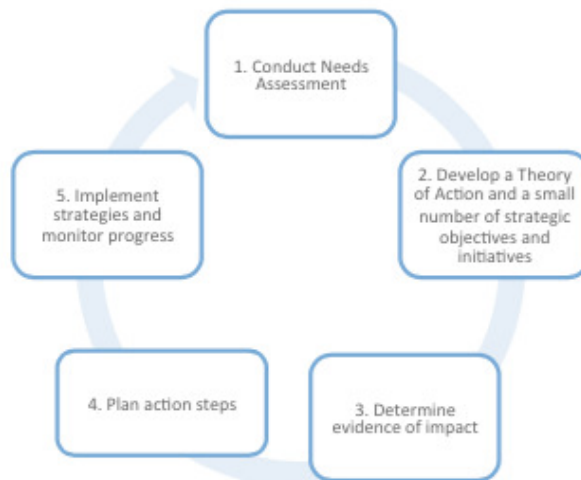 1. Conduct Needs
Assessment
2. Develop a Theory
of Action and a small
number of strategic
objectives and
initiatives
3. Determine
evidence of impact
4. Plan action steps
5. Implement
strategies and
monitor progress